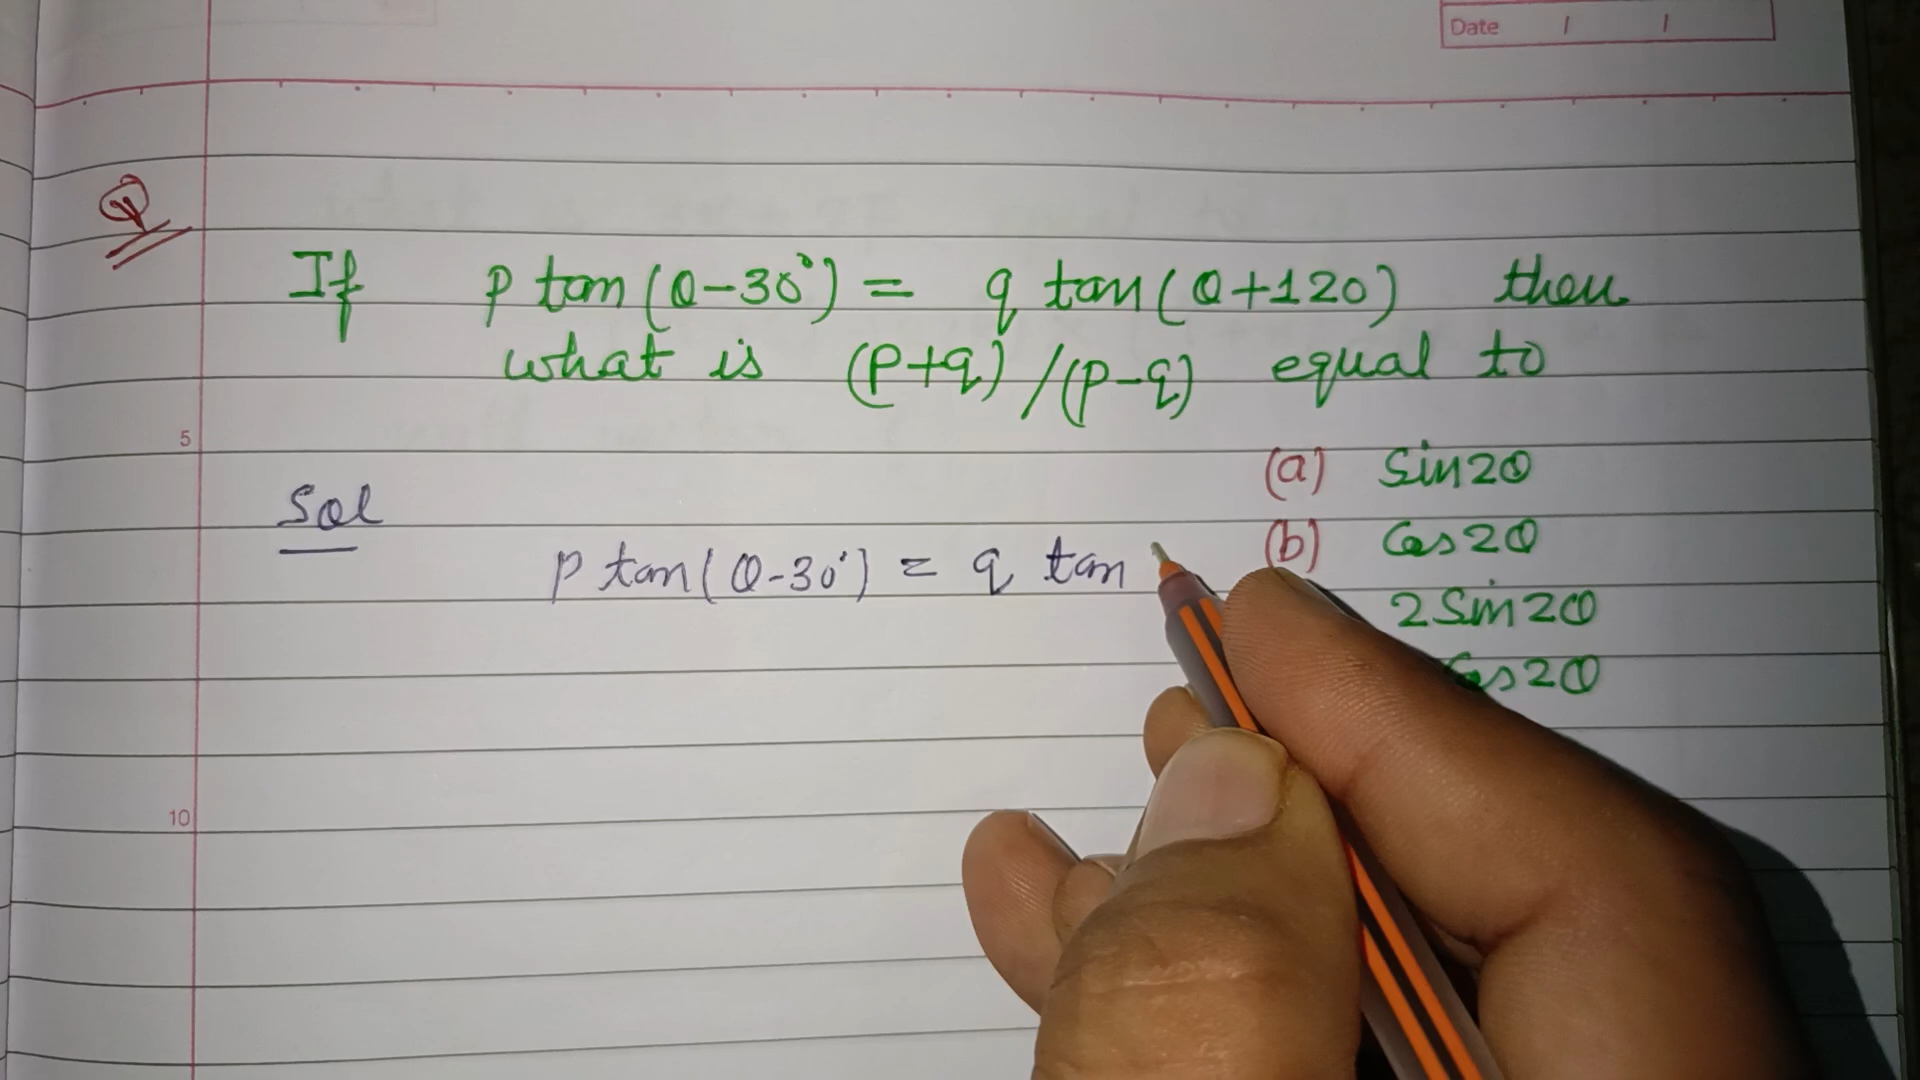 Date / /
Q
If p tan(θ-30°) = q tan(θ+120) then
what is (p+q)/(p-q) equal to
5
(a) Sin2θ
Sol
(b) Cos2θ
p tan(θ-30°) = q tan
2Sin2θ
2θ
10